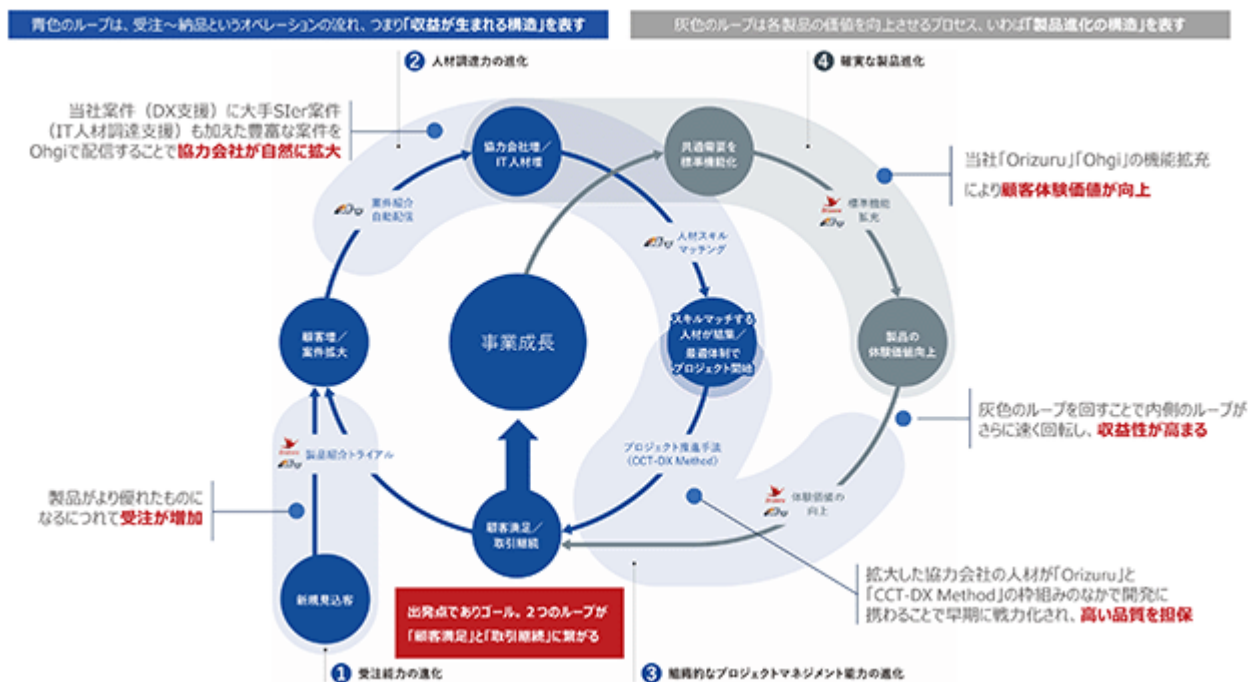 青色のループは、受注～納品というオペレーションの流れ、つまり「収益が生まれる構造」を表す
灰色のループは各製品の価値を向上させるプロセス、いわば「製品進化の構造」を表す
2 人材調達力の進化
4 確実な製品進化
当社案件（DX支援）に大手SIer案件
（IT人材調達支援）も加えた豊富な案件を
Ohgiで配信することで協力会社が自然に拡大
協力会社増／
IT人材増
共通需要を
標準機能化
当社「Orizuru」「Ohgi」の機能拡充
により顧客体験価値が向上
案件紹介
自動配信
標準機能
拡充
人材スキル
マッチング
顧客増／
案件拡大
事業成長
スキルマッチする
人材が結集／
最適体制で
プロジェクト開始
製品の
体験価値向上
灰色のループを回すことで内側のループが
さらに速く回転し、収益性が高まる
製品紹介トライアル
プロジェクト推進手法
（CCT-DX Method）
製品がより優れたものに
なるにつれて受注が増加
体験価値の
向上
顧客満足／
取引継続
新規見込客
出発点でありゴール。2つのループが
「顧客満足」と「取引継続」に繋がる
拡大した協力会社の人材が「Orizuru」と
「CCT-DX Method」の枠組みのなかで開発に
携わることで早期に戦力化され、高い品質を担保
1 受注能力の進化
3 組織的なプロジェクトマネジメント能力の進化